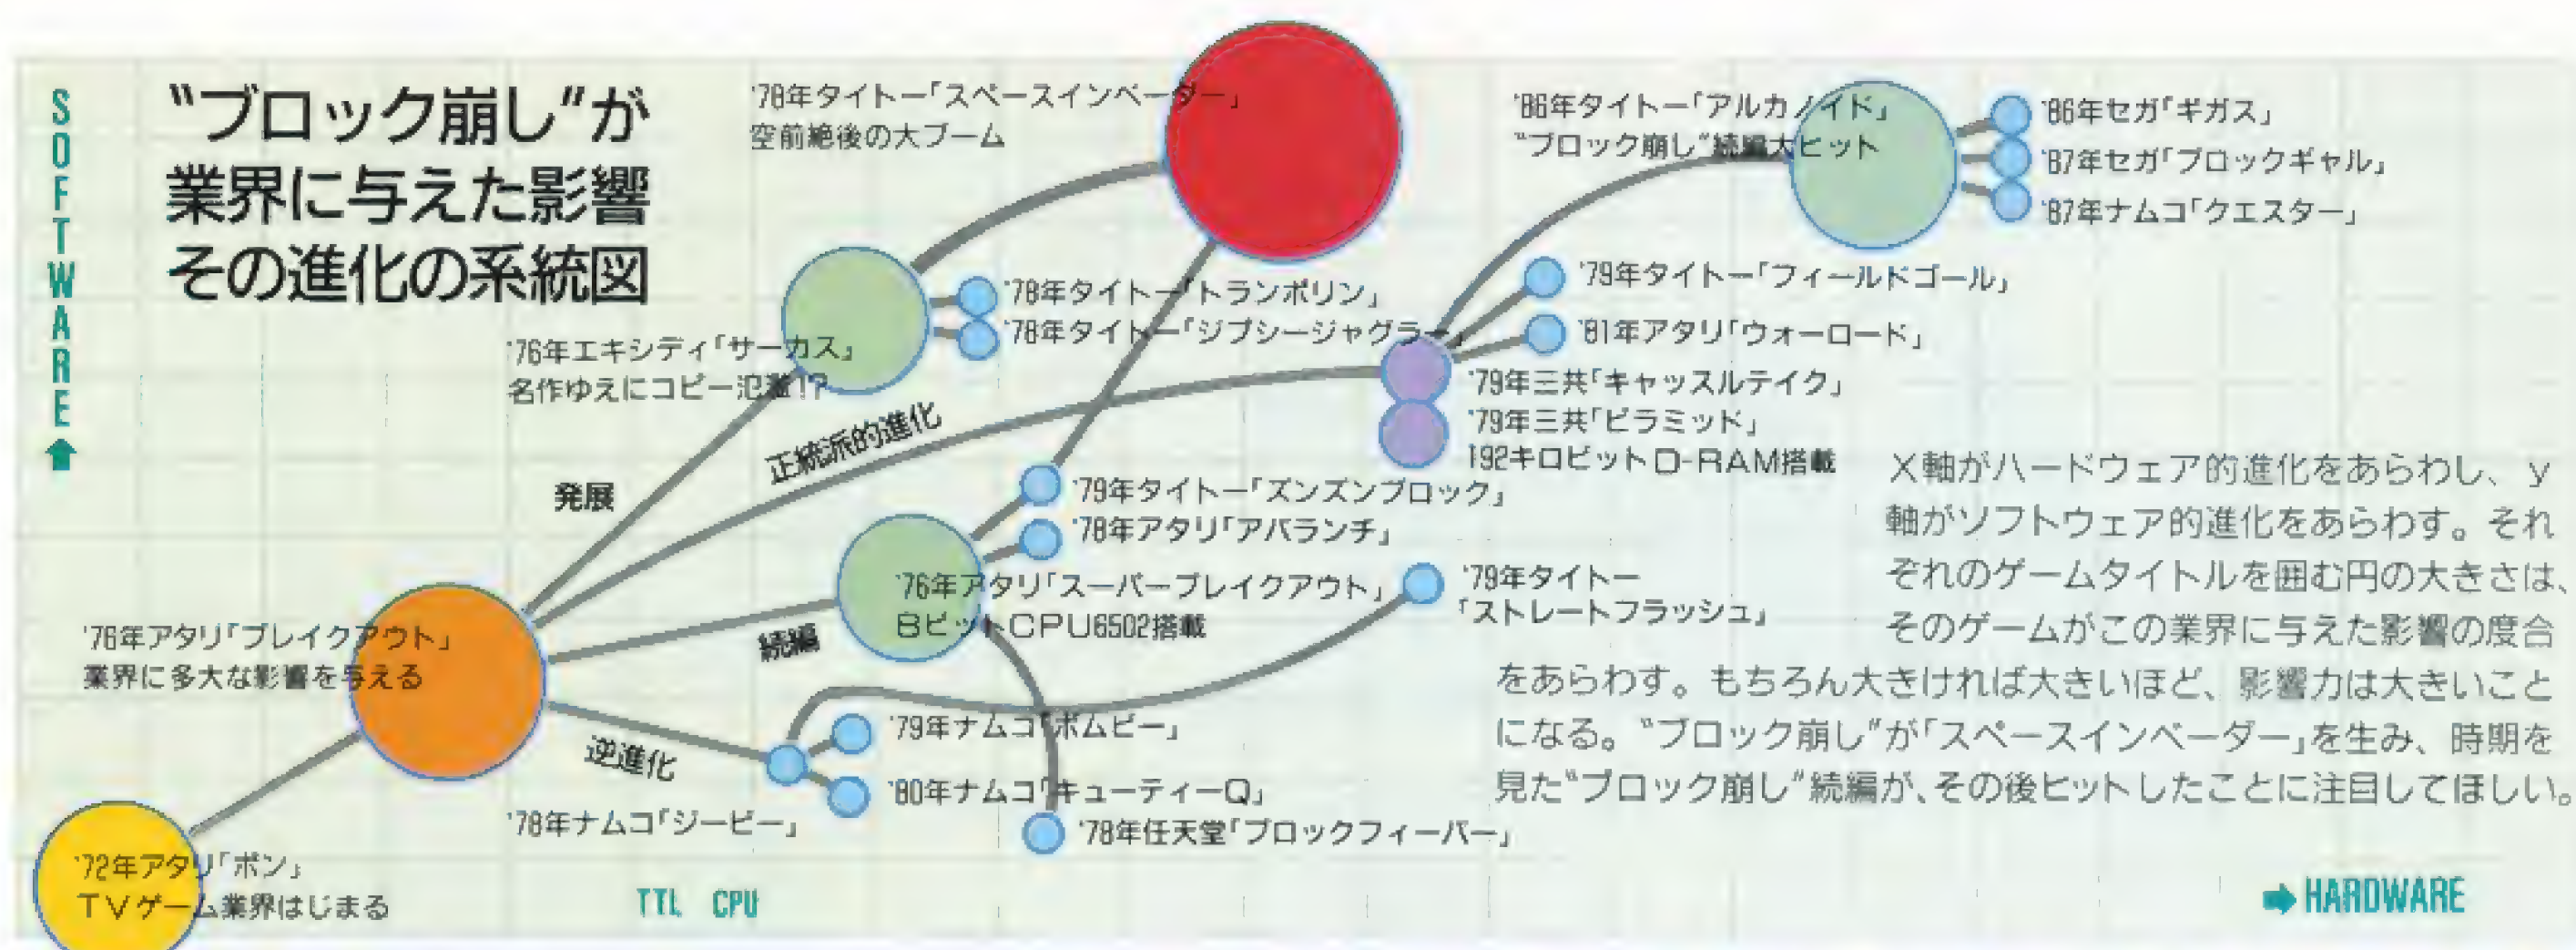 SOFTWARE
“ブロック崩し”が
業界に与えた影響
その進化の系統図
'78年タイトー「スペースインベーダー」
空前絶後の大ブーム
'86年タイトー「アルカノイド」
“ブロック崩し”続編大ヒット
'86年セガ「ギガス」
'87年セガ「ブロックギャル」
'87年ナムコ「クエスター」
'78年タイトー「トランポリン」
'78年タイトー「ジプシージャグラー」
'79年タイトー「フィールドゴール」
'81年アタリ「ウォーロード」
'76年エキシディ「サーカス」
名作ゆえにコピー氾濫!?
'79年三共「キャッスルテイク」
'79年三共「ピラミッド」
192キロビットD-RAM搭載
正統派的進化
発展
'79年タイトー「ズンズンブロック」
'78年アタリ「アバランチ」
'76年アタリ「スーパーブレイクアウト」
8ビットCPU6502搭載
'79年タイトー
「ストレートフラッシュ」
続編
'76年アタリ「ブレイクアウト」
業界に多大な影響を与える
逆進化
'79年ナムコ「ボムビー」
'80年ナムコ「キューティーQ」
'78年ナムコ「ジービー」
'78年任天堂「ブロックフィーバー」
'72年アタリ「ポン」
TVゲーム業界はじまる
X軸がハードウェア的進化をあらわし、y
軸がソフトウェア的進化をあらわす。それ
ぞれのゲームタイトルを囲む円の大きさは、
そのゲームがこの業界に与えた影響の度合
をあらわす。もちろん大きければ大きいほど、影響力は大きいこと
になる。“ブロック崩し”が「スペースインベーダー」を生み、時期を
見た“ブロック崩し”続編が、その後ヒットしたことに注目してほしい。
TTL CPU
HARDWARE